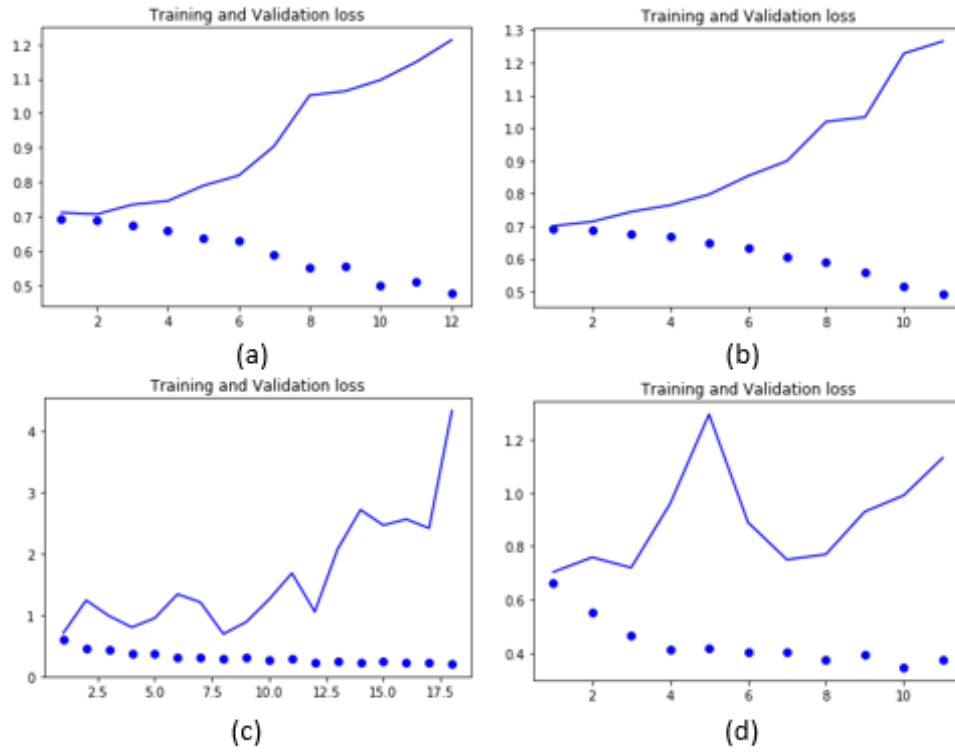 Training and Validation loss
1.2
1.1
1.0
0.9
0.8
0.7
0.6
0.5
2 4 6 8 10 12
(a)
Training and Validation loss
1.3
1.2
1.1
1.0
0.9
0.8
0.7
0.6
0.5
2 4 6 8 10
(b)
Training and Validation loss
4
3
2
1
0
2.5 5.0 7.5 10.0 12.5 15.0 17.5
(c)
Training and Validation loss
1.2
1.0
0.8
0.6
0.4
2 4 6 8 10
(d)